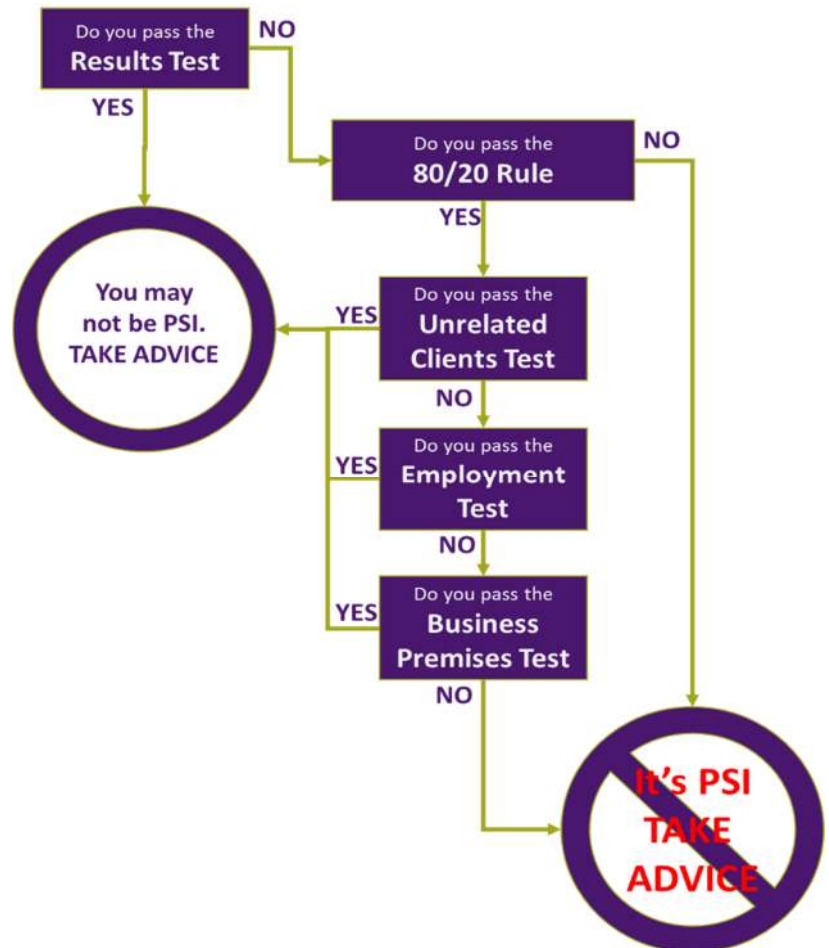 Do you pass the
Results Test
NO
YES
Do you pass the
80/20 Rule
NO
YES
You may
not be PSI.
TAKE ADVICE
YES
Do you pass the
Unrelated
Clients Test
NO
YES
Do you pass the
Employment
Test
NO
YES
Do you pass the
Business
Premises Test
NO
It's PSI
TAKE
ADVICE